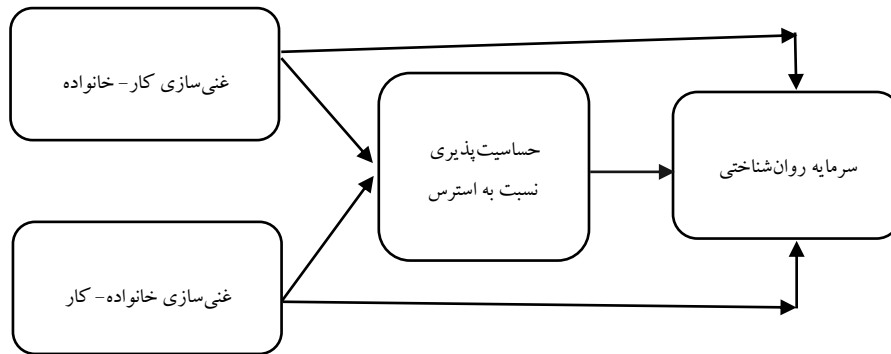 غنی‌سازی کار- خانواده
حساسیت‌پذیری
نسبت به استرس
سرمایه روان‌شناختی
غنی‌سازی خانواده- کار